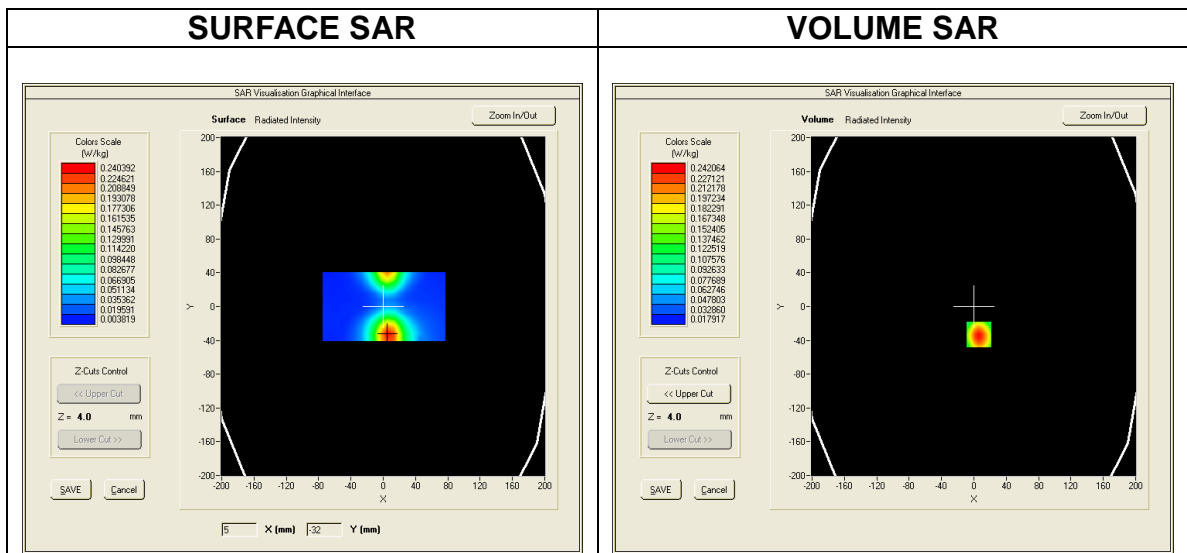 SURFACE SAR
VOLUME SAR
SAR Visualisation Graphical Interface
Surface Radiated Intensity
Zoom In/Out
Colors Scale
(W/kg)
0.240392
0.224621
0.208849
0.193078
0.177306
0.161535
0.145763
0.129991
0.114220
0.098448
0.082677
0.066905
0.051134
0.035362
0.019591
0.003819
Z-Cuts Control
<< Upper Cut
Z = 4.0 mm
Lower Cut >>
SAVE Cancel
200
160
120
80
40
0
-40
-80
-120
-160
-200
Y
-200 -160 -120 -80 -40 0 40 80 120 160 200
X
5 X (mm) -32 Y (mm)
SAR Visualisation Graphical Interface
Volume Radiated Intensity
Zoom In/Out
Colors Scale
(W/kg)
0.242064
0.227121
0.212178
0.197234
0.182291
0.167348
0.152405
0.137462
0.122519
0.107576
0.092633
0.077689
0.062746
0.047803
0.032860
0.017917
Z-Cuts Control
<< Upper Cut
Z = 4.0 mm
Lower Cut >>
SAVE Cancel
200
160
120
80
40
0
-40
-80
-120
-160
-200
Y
-200 -160 -120 -80 -40 0 40 80 120 160 200
X